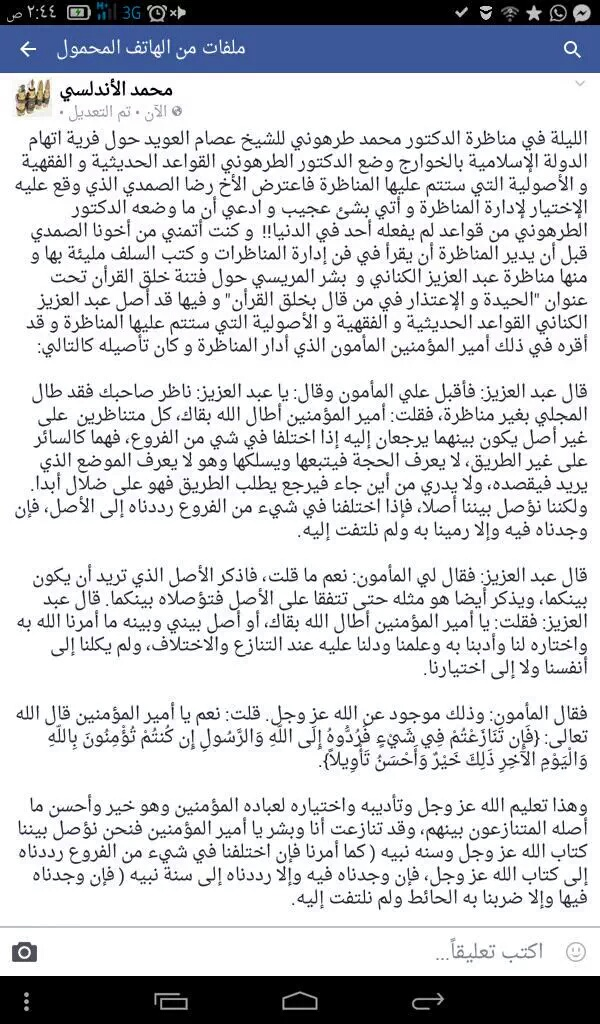 ٢:٤٤ ص
3G
ملفات من الهاتف المحمول
محمد الأندلسي
الآن • تم التعديل •
الليلة في مناظرة الدكتور محمد طرهوني للشيخ عصام العويد حول فرية اتهام
الدولة الإسلامية بالخوارج وضع الدكتور الطرهوني القواعد الحديثية و الفقهية
و الأصولية التي ستتم عليها المناظرة فاعترض الأخ رضا الصمدي الذي وقع عليه
الإختيار لإدارة المناظرة و أتي بشئ عجيب و ادعي أن ما وضعه الدكتور
الطرهوني من قواعد لم يفعله أحد في الدنيا!! و كنت أتمني من أخونا الصمدي
قبل أن يدير المناظرة أن يقرأ في فن إدارة المناظرات و كتب السلف مليئة بها و
منها مناظرة عبد العزيز الكناني و بشر المريسي حول فتنة خلق القرأن تحت
عنوان "الحيدة و الإعتذار في من قال بخلق القرأن" و فيها قد أصل عبد العزيز
الكناني القواعد الحديثية و الفقهية و الأصولية التي ستتم عليها المناظرة و قد
أقره في ذلك أمير المؤمنين المأمون الذي أدار المناظرة و كان تأصيله كالتالي:
قال عبد العزيز: فأقبل علي المأمون وقال: يا عبد العزيز: ناظر صاحبك فقد طال
المجلي بغير مناظرة، فقلت: أمير المؤمنين أطال الله بقاك، كل متناظرين على
غير أصل يكون بينهما يرجعان إليه إذا اختلفا في شي من الفروع، فهما كالسائر
على غير الطريق، لا يعرف الحجة فيتبعها ويسلكها وهو لا يعرف الموضع الذي
يريد فيقصده، ولا يدري من أين جاء فيرجع يطلب الطريق فهو على ضلال أبدا.
ولكننا نؤصل بيننا أصلا، فإذا اختلفنا في شيء من الفروع رددناه إلى الأصل، فإن
وجدناه فيه وإلا رمينا به ولم نلتفت إليه.
قال عبد العزيز: فقال لي المأمون: نعم ما قلت، فاذكر الأصل الذي تريد أن يكون
بينكما، ويذكر أيضا هو مثله حتى تتفقا على الأصل فتؤصلاه بينكما. قال عبد
العزيز: فقلت: يا أمير المؤمنين أطال الله بقاك، أو أصل بيني وبينه ما أمرنا الله به
واختاره لنا وأدبنا به وعلمنا ودلنا عليه عند التنازع والاختلاف، ولم يكلنا إلى
أنفسنا ولا إلى اختيارنا.
فقال المأمون: وذلك موجود عن الله عز وجل. قلت: نعم يا أمير المؤمنين قال الله
تعالى: {فَإِن تَنَازَعْتُمْ فِي شَيْءٍ فَرُدُّوهُ إِلَى اللَّهِ وَالرَّسُولِ إِن كُنتُمْ تُؤْمِنُونَ بِاللَّهِ
وَالْيَوْمِ الآخِرِ ذَلِكَ خَيْرٌ وَأَحْسَنُ تَأْوِيلاً}.
وهذا تعليم الله عز وجل وتأديبه واختياره لعباده المؤمنين وهو خير وأحسن ما
أصله المتنازعون بينهم، وقد تنازعت أنا وبشر يا أمير المؤمنين فنحن نؤصل بيننا
كتاب الله عز وجل وسنه نبيه ( كما أمرنا فإن اختلفنا في شيء من الفروع رددناه
إلى كتاب الله عز وجل، فإن وجدناه فيه وإلا رددناه إلى سنة نبيه ( فإن وجدناه
فيها وإلا ضربنا به الحائط ولم نلتفت إليه.
اكتب تعليقاً...